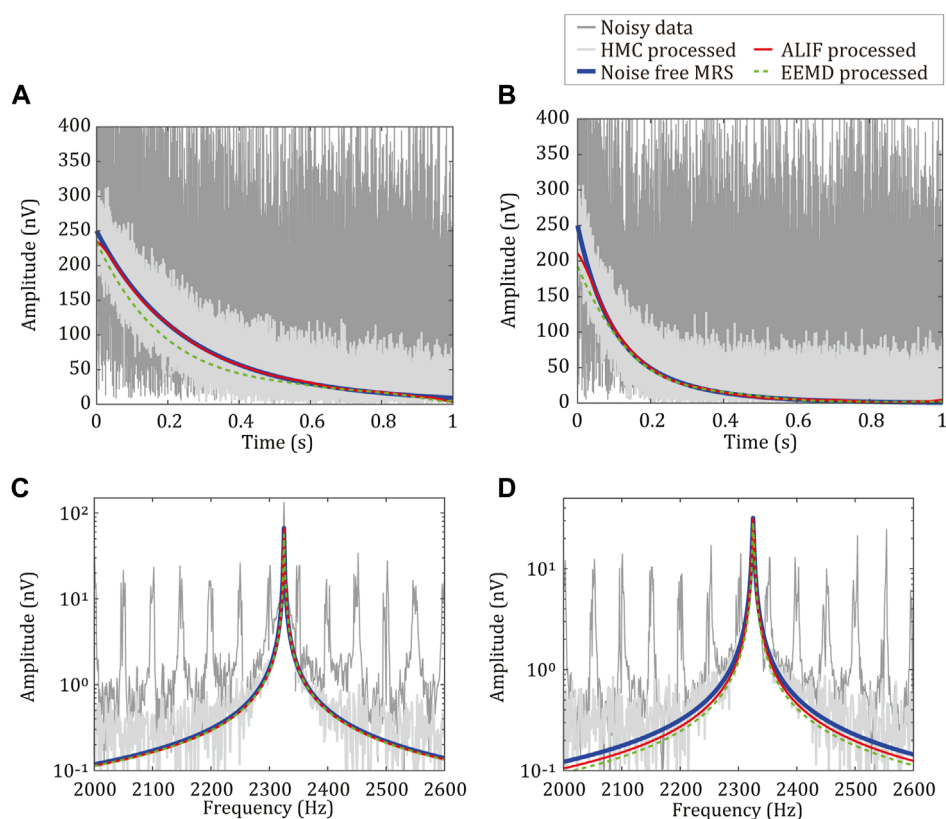 Noisy data
HMC processed
ALIF processed
Noise free MRS
EEMD processed
A
400
350
300
250
200
150
100
50
0
Amplitude (nV)
0 0.2 0.4 0.6 0.8 1
Time (s)
B
400
350
300
250
200
150
100
50
0
Amplitude (nV)
0 0.2 0.4 0.6 0.8 1
Time (s)
C
10²
10¹
10⁰
10⁻¹
Amplitude (nV)
2000 2100 2200 2300 2400 2500 2600
Frequency (Hz)
D
10¹
10⁰
10⁻¹
Amplitude (nV)
2000 2100 2200 2300 2400 2500 2600
Frequency (Hz)